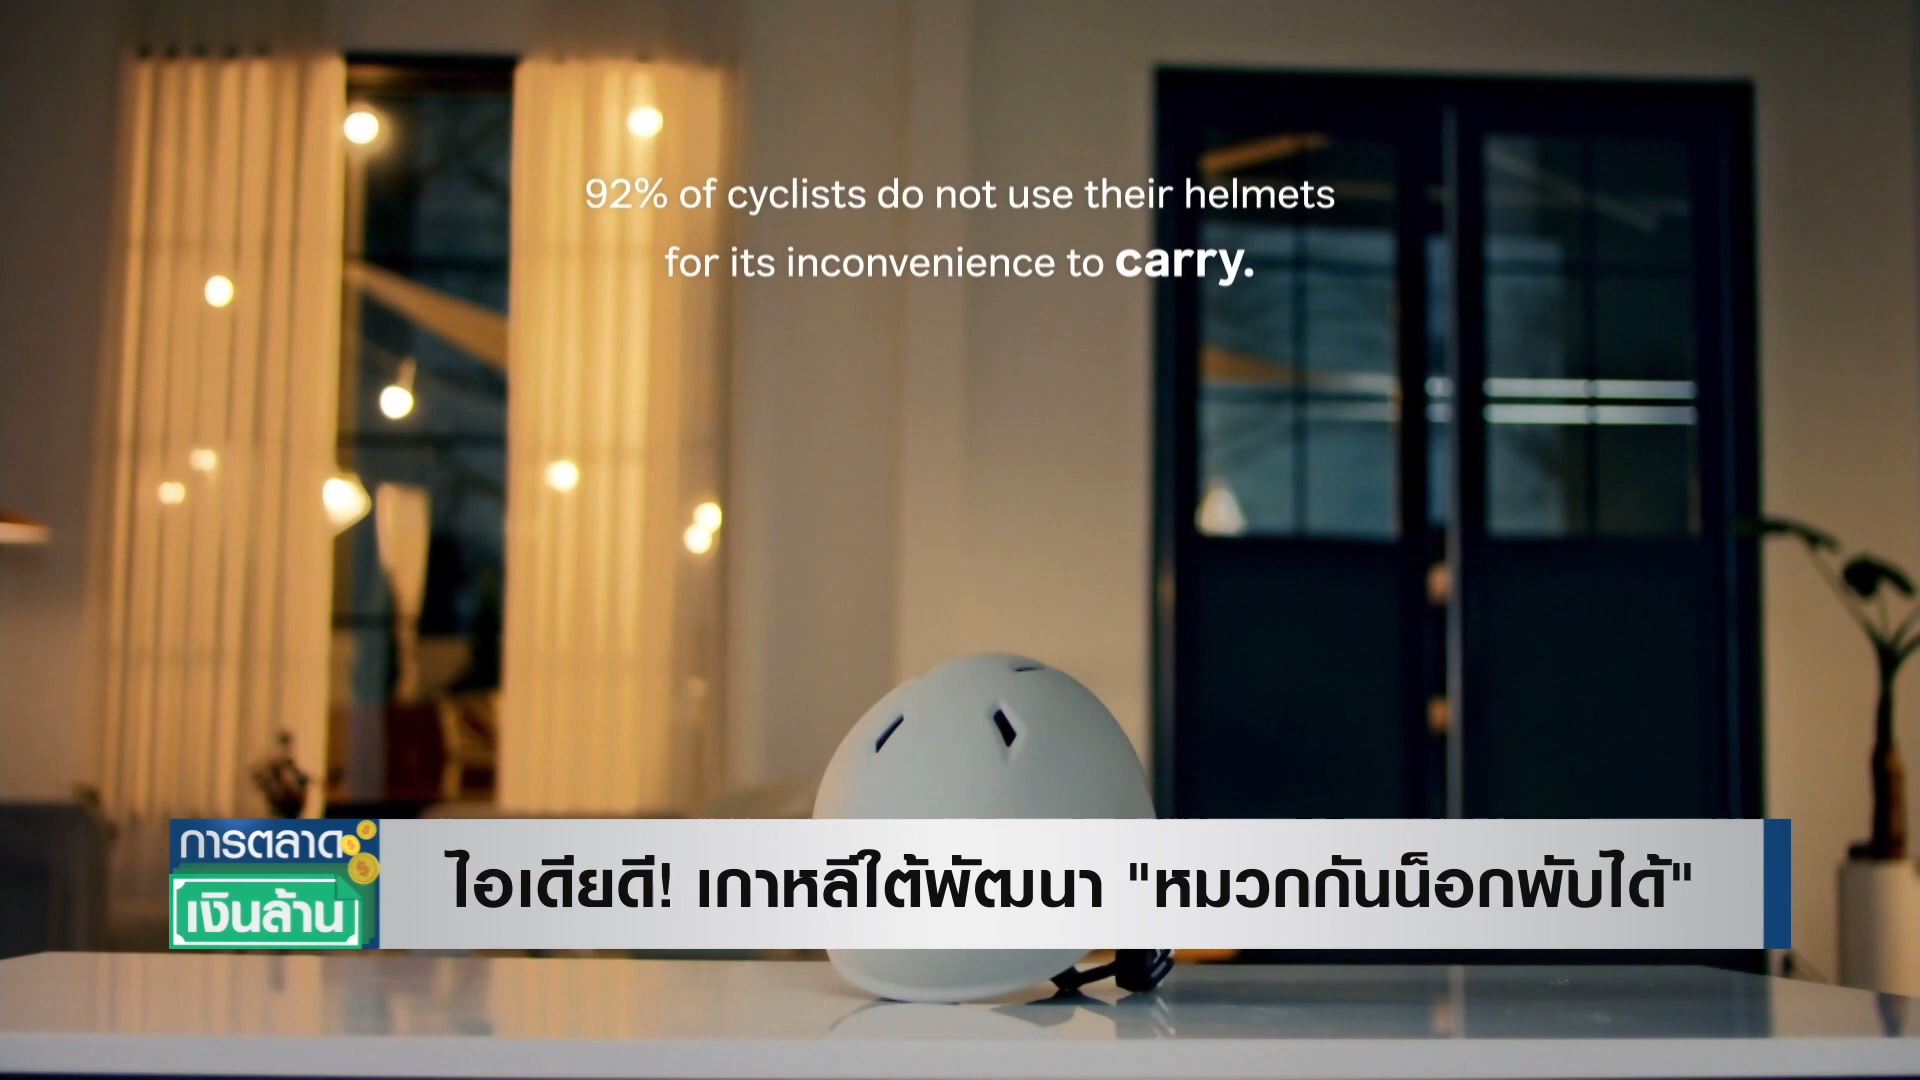 92% of cyclists do not use their helmets
for its inconvenience to carry.
การตลาด
เงินล้าน
ไอเดียดี! เกาหลีใต้พัฒนา "หมวกกันน็อกพับได้"